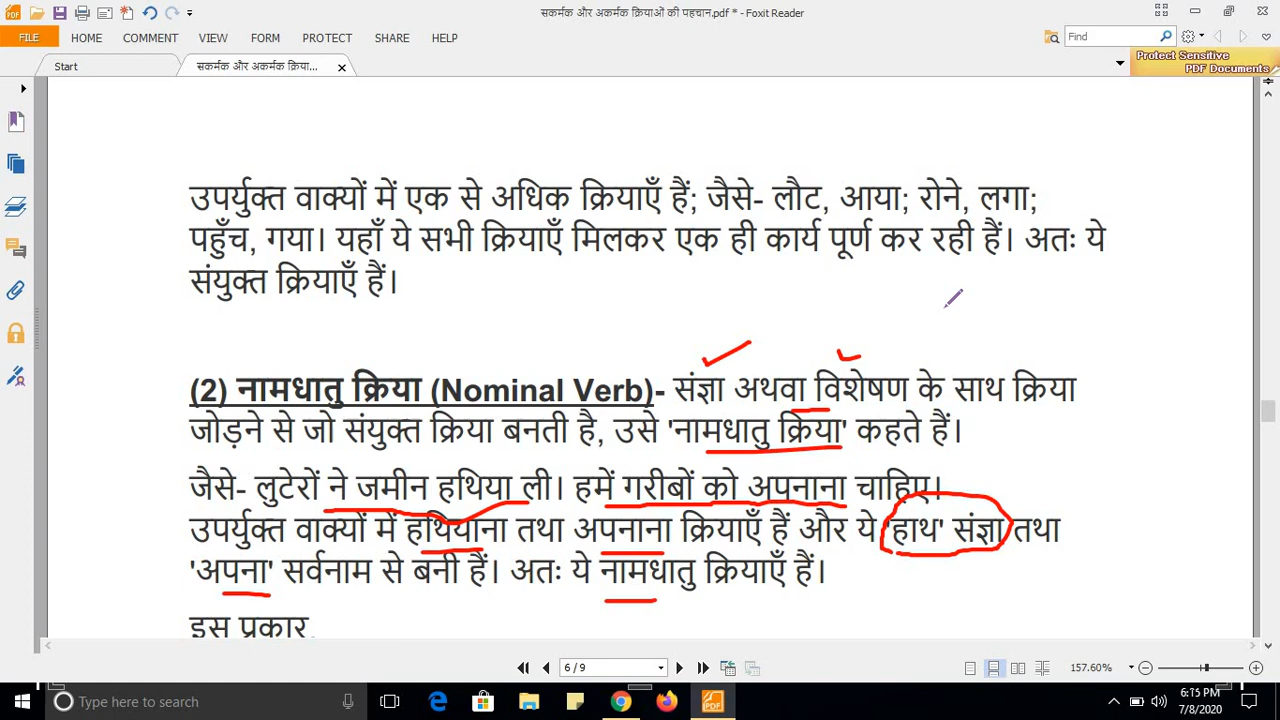 सकर्मक और अकर्मक क्रियाओं की पहचान.pdf * - Foxit Reader
FILE HOME COMMENT VIEW FORM PROTECT SHARE HELP
Find
Start
सकर्मक और अकर्मक क्रिया...
Protect Sensitive
PDF Documents
उपर्युक्त वाक्यों में एक से अधिक क्रियाएँ हैं; जैसे- लौट, आया; रोने, लगा;
पहुँच, गया। यहाँ ये सभी क्रियाएँ मिलकर एक ही कार्य पूर्ण कर रही हैं। अतः ये
संयुक्त क्रियाएँ हैं।
(2) नामधातु क्रिया (Nominal Verb)- संज्ञा अथवा विशेषण के साथ क्रिया
जोड़ने से जो संयुक्त क्रिया बनती है, उसे 'नामधातु क्रिया' कहते हैं।
जैसे- लुटेरों ने जमीन हथिया ली। हमें गरीबों को अपनाना चाहिए।
उपर्युक्त वाक्यों में हथियाना तथा अपनाना क्रियाएँ हैं और ये 'हाथ' संज्ञा तथा
'अपना' सर्वनाम से बनी हैं। अतः ये नामधातु क्रियाएँ हैं।
इस प्रकार,
6 / 9
157.60%
Type here to search
6:15 PM
7/8/2020